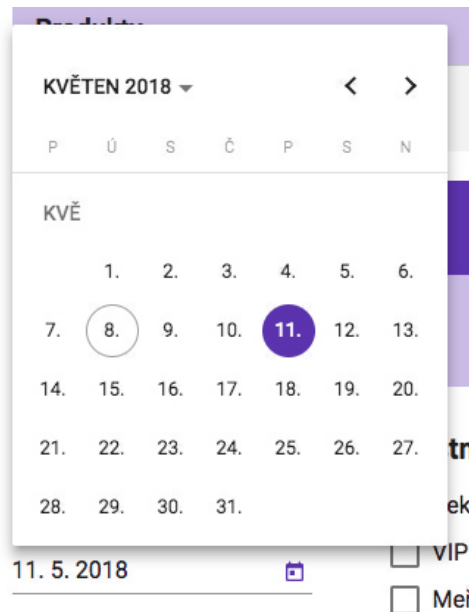 KVĚTEN 2018
P Ú S Č P S N
KVĚ
1. 2. 3. 4. 5. 6.
7. 8. 9. 10. 11. 12. 13.
14. 15. 16. 17. 18. 19. 20.
21. 22. 23. 24. 25. 26. 27.
28. 29. 30. 31.
11. 5. 2018
VIP